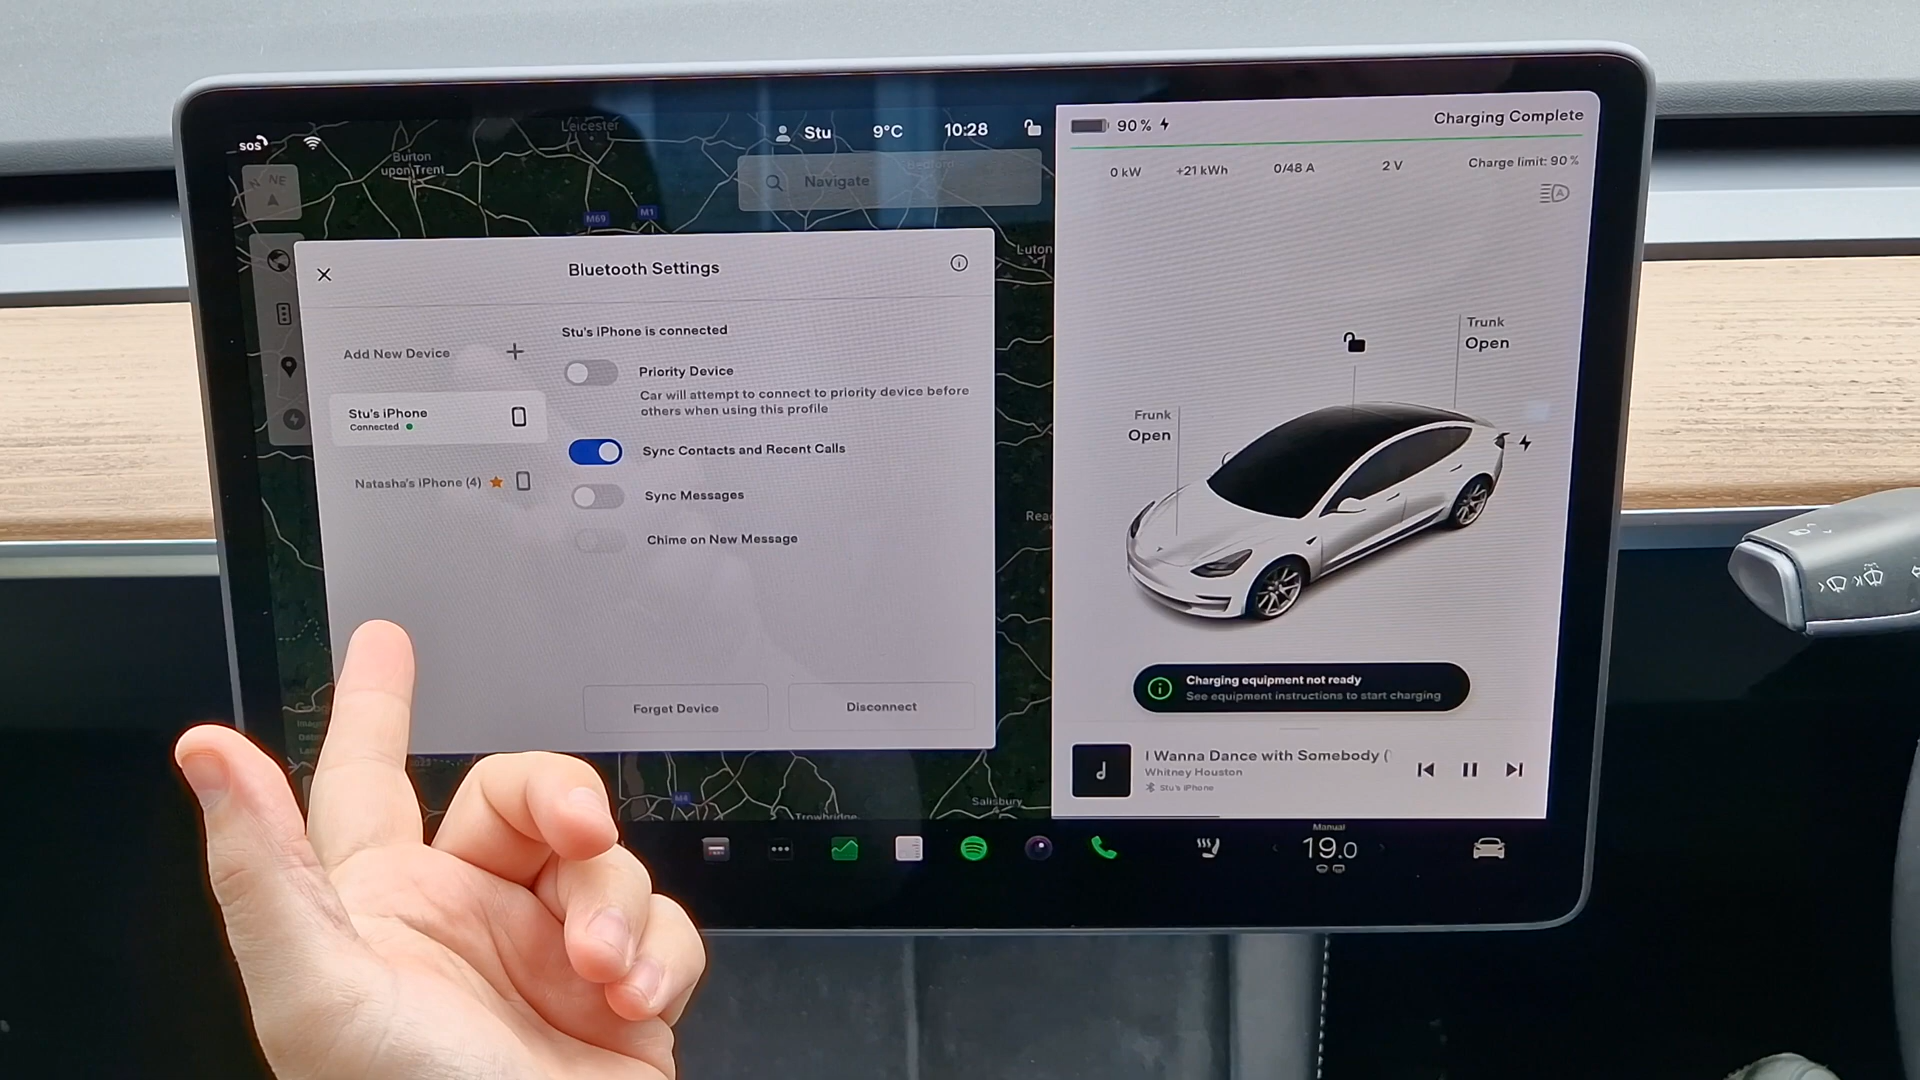 SOS
Stu
9°C
10:28
NE
Leicester
Burton
upon Trent
M69
M1
Bedford
Navigate
Luton
Bluetooth Settings
Add New Device
Stu's iPhone
Connected
Natasha's iPhone (4)
Stu's iPhone is connected
Priority Device
Car will attempt to connect to priority device before
others when using this profile
Sync Contacts and Recent Calls
Sync Messages
Chime on New Message
Forget Device
Disconnect
Rea
M4
Salisbury
Trowbridge
90%
Charging Complete
0 kW
+21 kWh
0/48 A
2 V
Charge limit: 90%
A
Trunk
Open
Frunk
Open
Charging equipment not ready
See equipment instructions to start charging
I Wanna Dance with Somebody (
Whitney Houston
Stu's iPhone
Manual
19.0